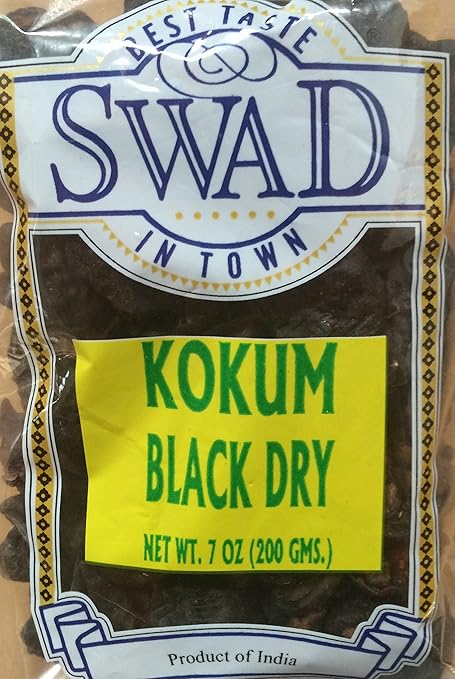 BEST TASTE
SWAD
IN TOWN
KOKUM
BLACK DRY
NET WT. 7 OZ (200 GMS.)
Product of India